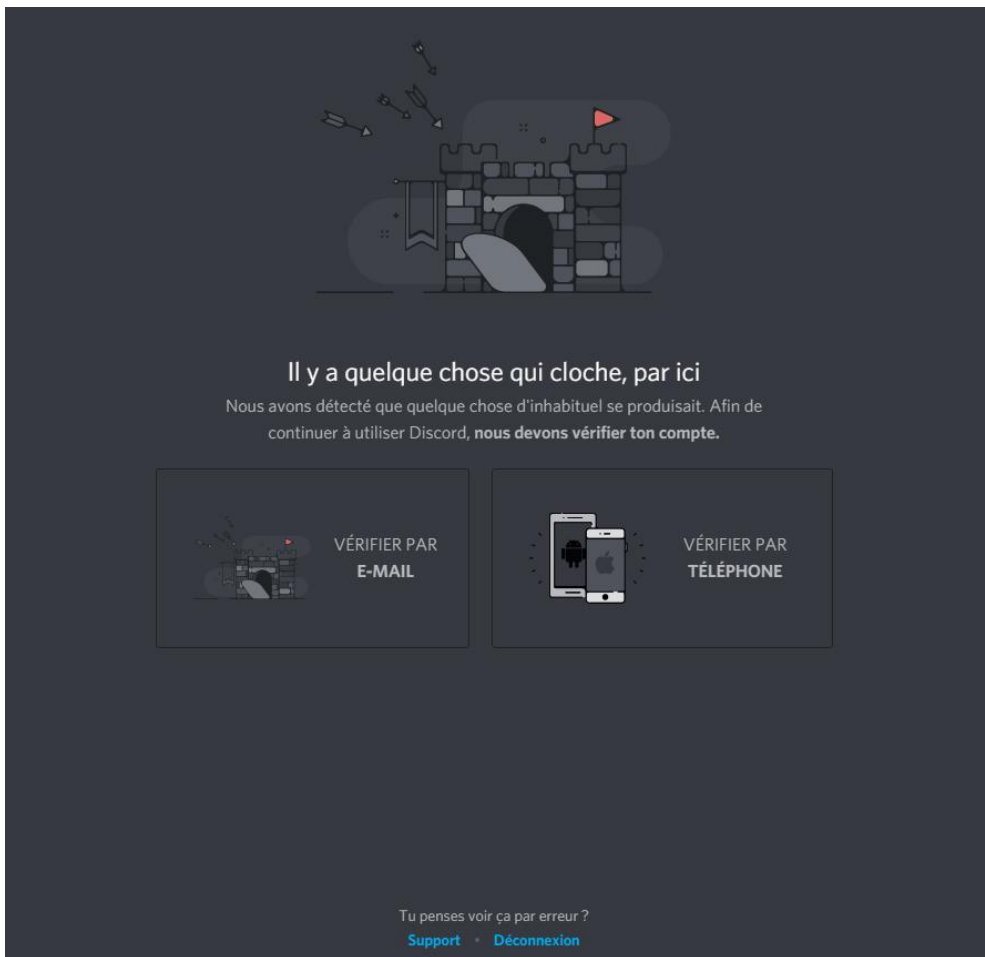 Il y a quelque chose qui cloche, par ici
Nous avons détecté que quelque chose d'inhabituel se produisait. Afin de
continuer à utiliser Discord, nous devons vérifier ton compte.
VÉRIFIER PAR
E-MAIL
VÉRIFIER PAR
TÉLÉPHONE
Tu penses voir ça par erreur ?
Support • Déconnexion